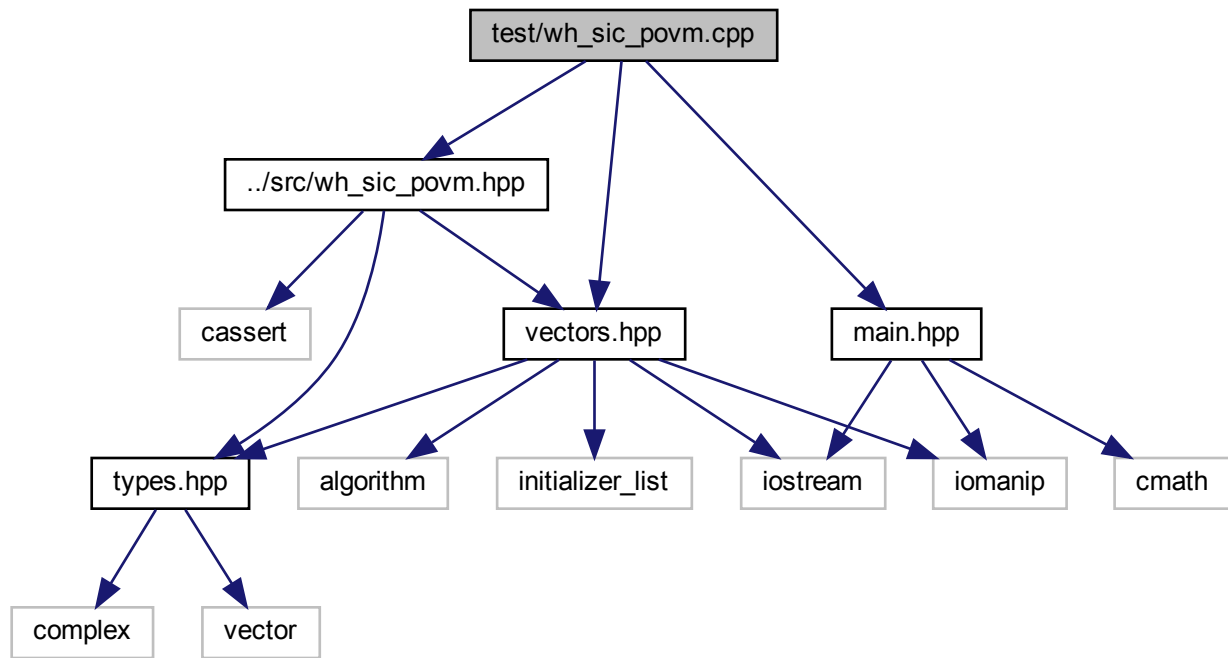 test/wh_sic_povm.cpp
../src/wh_sic_povm.hpp
cassert
vectors.hpp
main.hpp
types.hpp
algorithm
initializer_list
iostream
iomanip
cmath
complex
vector